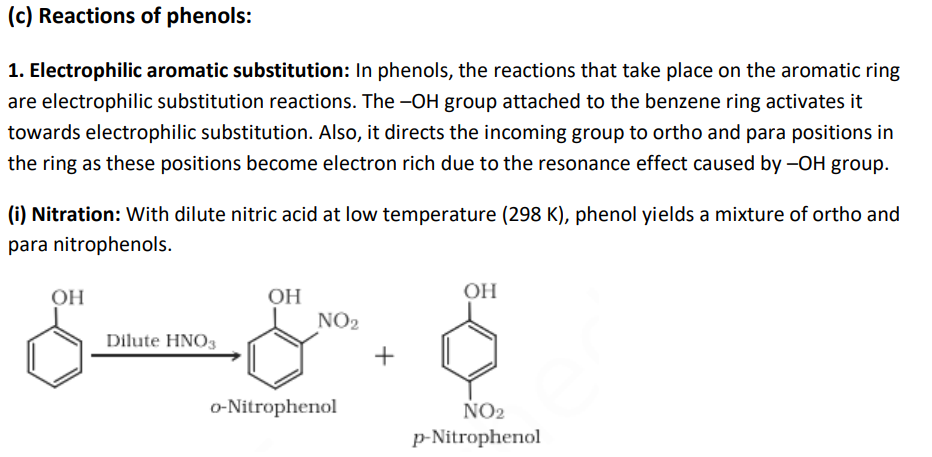 (c) Reactions of phenols:
1. Electrophilic aromatic substitution: In phenols, the reactions that take place on the aromatic ring
are electrophilic substitution reactions. The –OH group attached to the benzene ring activates it
towards electrophilic substitution. Also, it directs the incoming group to ortho and para positions in
the ring as these positions become electron rich due to the resonance effect caused by –OH group.
(i) Nitration: With dilute nitric acid at low temperature (298 K), phenol yields a mixture of ortho and
para nitrophenols.
OH OH OH
NO₂
Dilute HNO₃
+
o-Nitrophenol NO₂
p-Nitrophenol